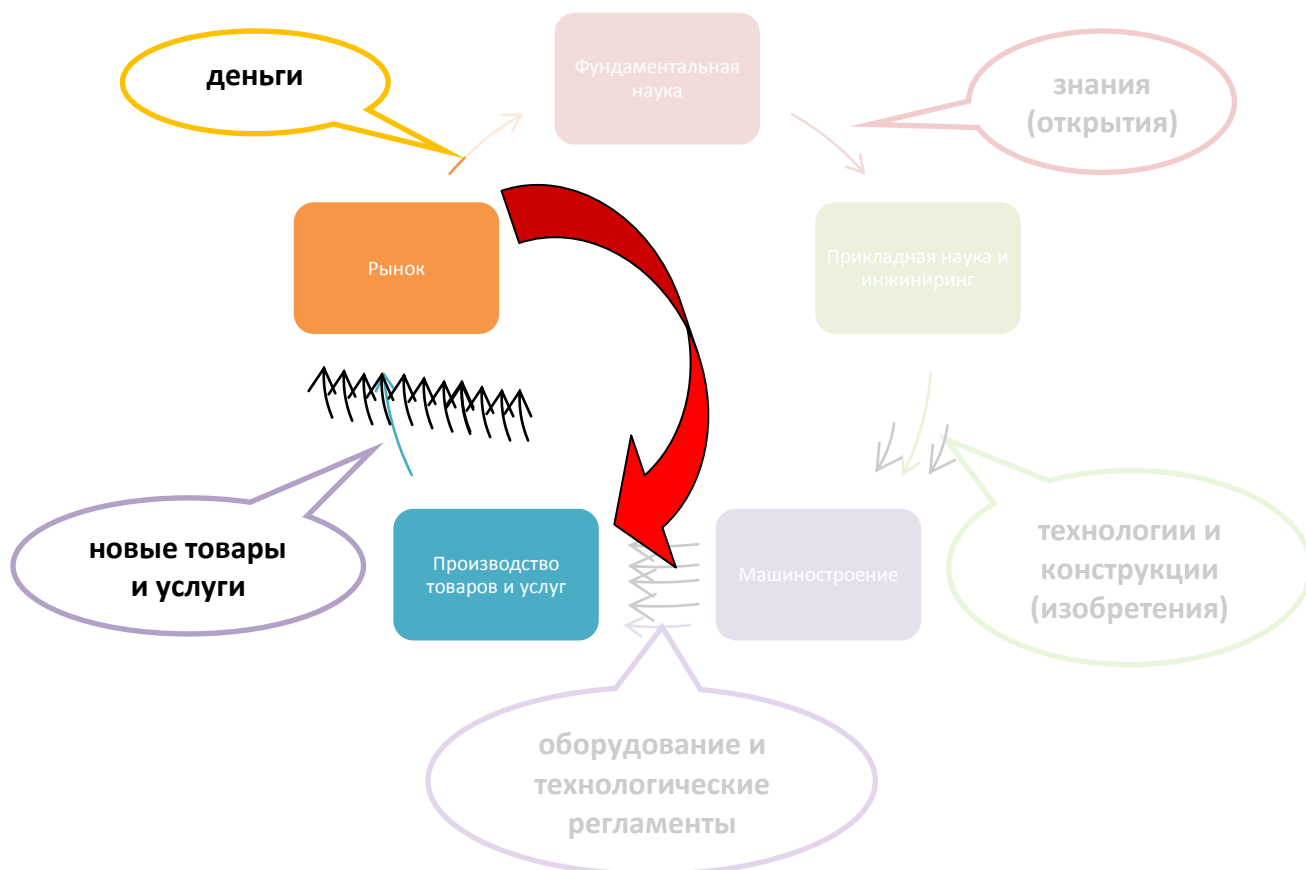 деньги
Фундаментальная
наука
знания
(открытия)
Рынок
Прикладная наука и
инжиниринг
новые товары
и услуги
Производство
товаров и услуг
Машиностроение
технологии и
конструкции
(изобретения)
оборудование и
технологические
регламенты